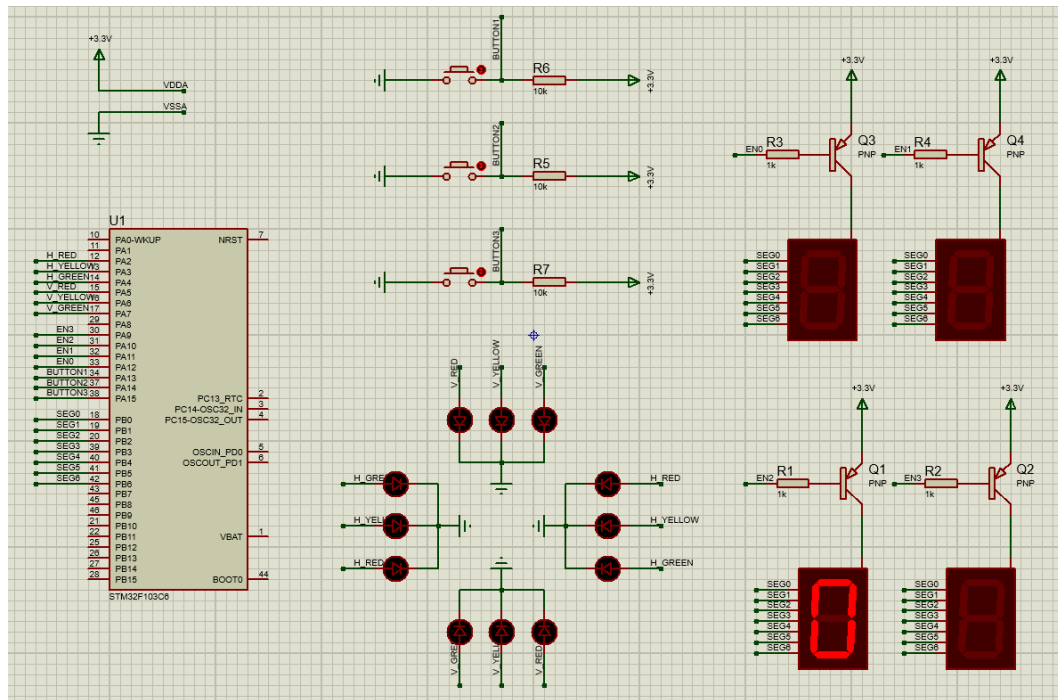 +3.3V
VDDA
VSSA
BUTTON1
R6
10k
+3.3V
BUTTON2
R5
10k
+3.3V
BUTTON3
R7
10k
+3.3V
+3.3V
EN0
R3
1k
Q3
PNP
+3.3V
EN1
R4
1k
Q4
PNP
SEG0
SEG1
SEG2
SEG3
SEG4
SEG5
SEG6
SEG0
SEG1
SEG2
SEG3
SEG4
SEG5
SEG6
U1
10 PA0-WKUP NRST 7
11 PA1
H_RED 12 PA2
H_YELLOW 13 PA3
H_GREEN 14 PA4
V_RED 15 PA5
V_YELLOW 16 PA6
V_GREEN 17 PA7
29 PA8
EN3 30 PA9
EN2 31 PA10
EN1 32 PA11
EN0 33 PA12
BUTTON1 34 PA13
BUTTON2 37 PA14
BUTTON3 38 PA15
PC13_RTC 2
PC14-OSC32_IN 3
PC15-OSC32_OUT 4
SEG0 18 PB0
SEG1 19 PB1
SEG2 20 PB2
SEG3 39 PB3
SEG4 40 PB4
SEG5 41 PB5
SEG6 42 PB6
OSCIN_PD0 5
OSCOUT_PD1 6
43 PB7
45 PB8
46 PB9
21 PB10
22 PB11 VBAT 1
25 PB12
26 PB13
27 PB14
28 PB15 BOOT0 44
STM32F103C6
V_RED
V_YELLOW
V_GREEN
H_GRE
H_YEL
H_RED
H_RED
H_YELLOW
H_GREEN
V_GRE
V_YEL
V_RED
+3.3V
EN2
R1
1k
Q1
PNP
+3.3V
EN3
R2
1k
Q2
PNP
SEG0
SEG1
SEG2
SEG3
SEG4
SEG5
SEG6
0
SEG0
SEG1
SEG2
SEG3
SEG4
SEG5
SEG6